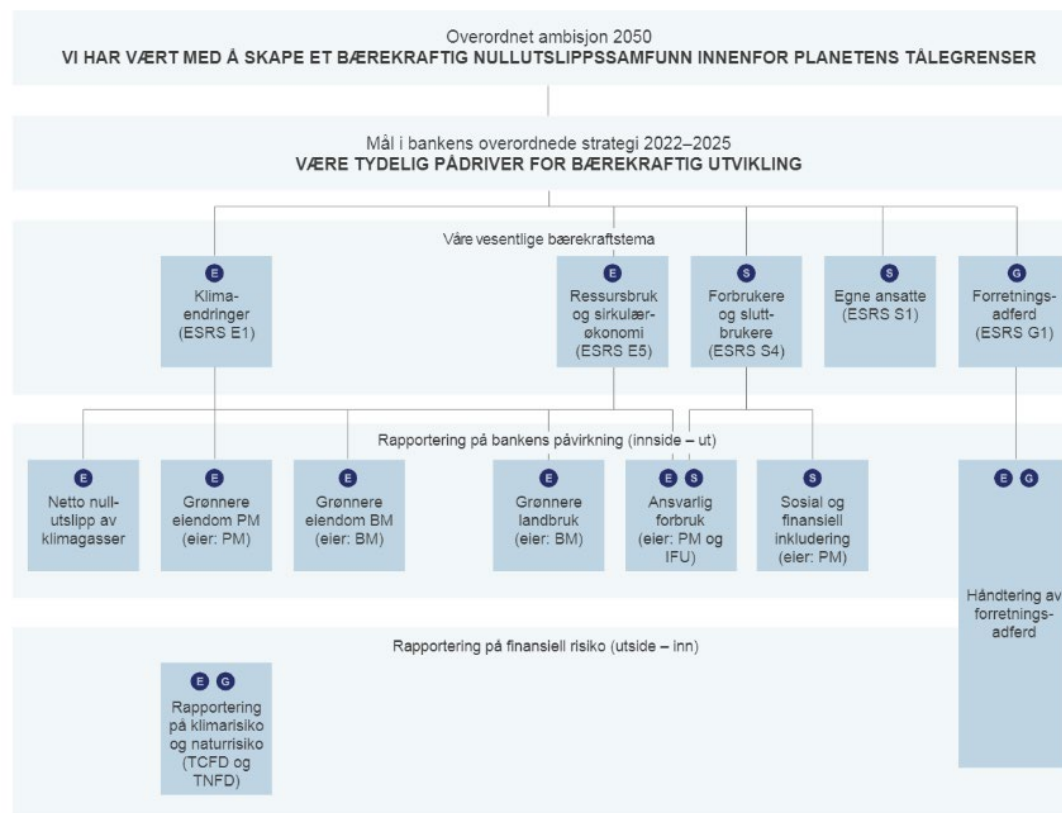 Overordnet ambisjon 2050
VI HAR VÆRT MED Å SKAPE ET BÆREKRAFTIG NULLUTSLIPPSSAMFUNN INNENFOR PLANETENS TÅLEGRENSER
Mål i bankens overordnede strategi 2022–2025
VÆRE TYDELIG PÅDRIVER FOR BÆREKRAFTIG UTVIKLING
Våre vesentlige bærekraftstema
E
Klima-
endringer
(ESRS E1)
E
Ressursbruk
og sirkulær-
økonomi
(ESRS E5)
S
Forbrukere
og slutt-
brukere
(ESRS S4)
S
Egne ansatte
(ESRS S1)
G
Forretnings-
adferd
(ESRS G1)
Rapportering på bankens påvirkning (innside – ut)
E
Netto null-
utslipp av
klimagasser
E
Grønnere
eiendom PM
(eier: PM)
E
Grønnere
eiendom BM
(eier: BM)
E
Grønnere
landbruk
(eier: BM)
E S
Ansvarlig
forbruk
(eier: PM og
IFU)
S
Sosial og
finansiell
inkludering
(eier: PM)
E G
Håndtering av
forretnings-
adferd
Rapportering på finansiell risiko (utside – inn)
E G
Rapportering
på klimarisiko
og naturrisiko
(TCFD og
TNFD)